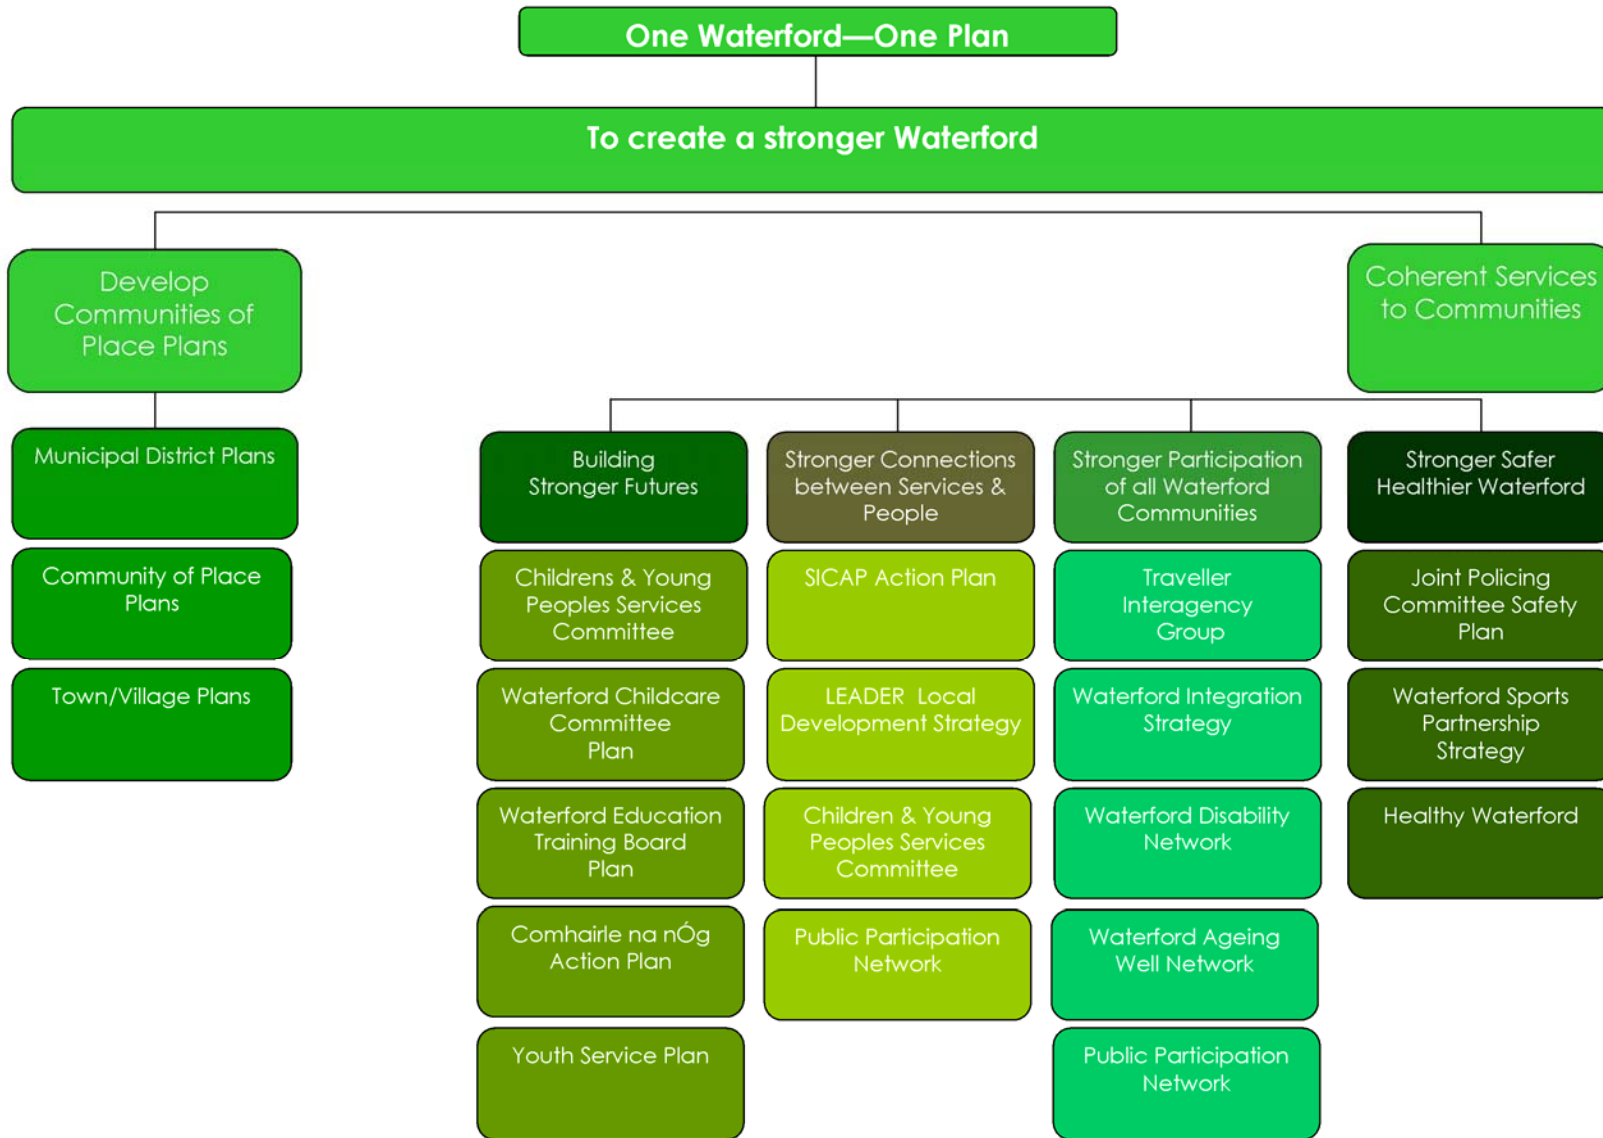 One Waterford—One Plan
To create a stronger Waterford
Develop
Communities of
Place Plans
Coherent Services
to Communities
Municipal District Plans
Community of Place
Plans
Town/Village Plans
Building
Stronger Futures
Childrens & Young
Peoples Services
Committee
Waterford Childcare
Committee
Plan
Waterford Education
Training Board
Plan
Comhairle na nÓg
Action Plan
Youth Service Plan
Stronger Connections
between Services &
People
SICAP Action Plan
LEADER Local
Development Strategy
Children & Young
Peoples Services
Committee
Public Participation
Network
Stronger Participation
of all Waterford
Communities
Traveller
Interagency
Group
Waterford Integration
Strategy
Waterford Disability
Network
Waterford Ageing
Well Network
Public Participation
Network
Stronger Safer
Healthier Waterford
Joint Policing
Committee Safety
Plan
Waterford Sports
Partnership
Strategy
Healthy Waterford